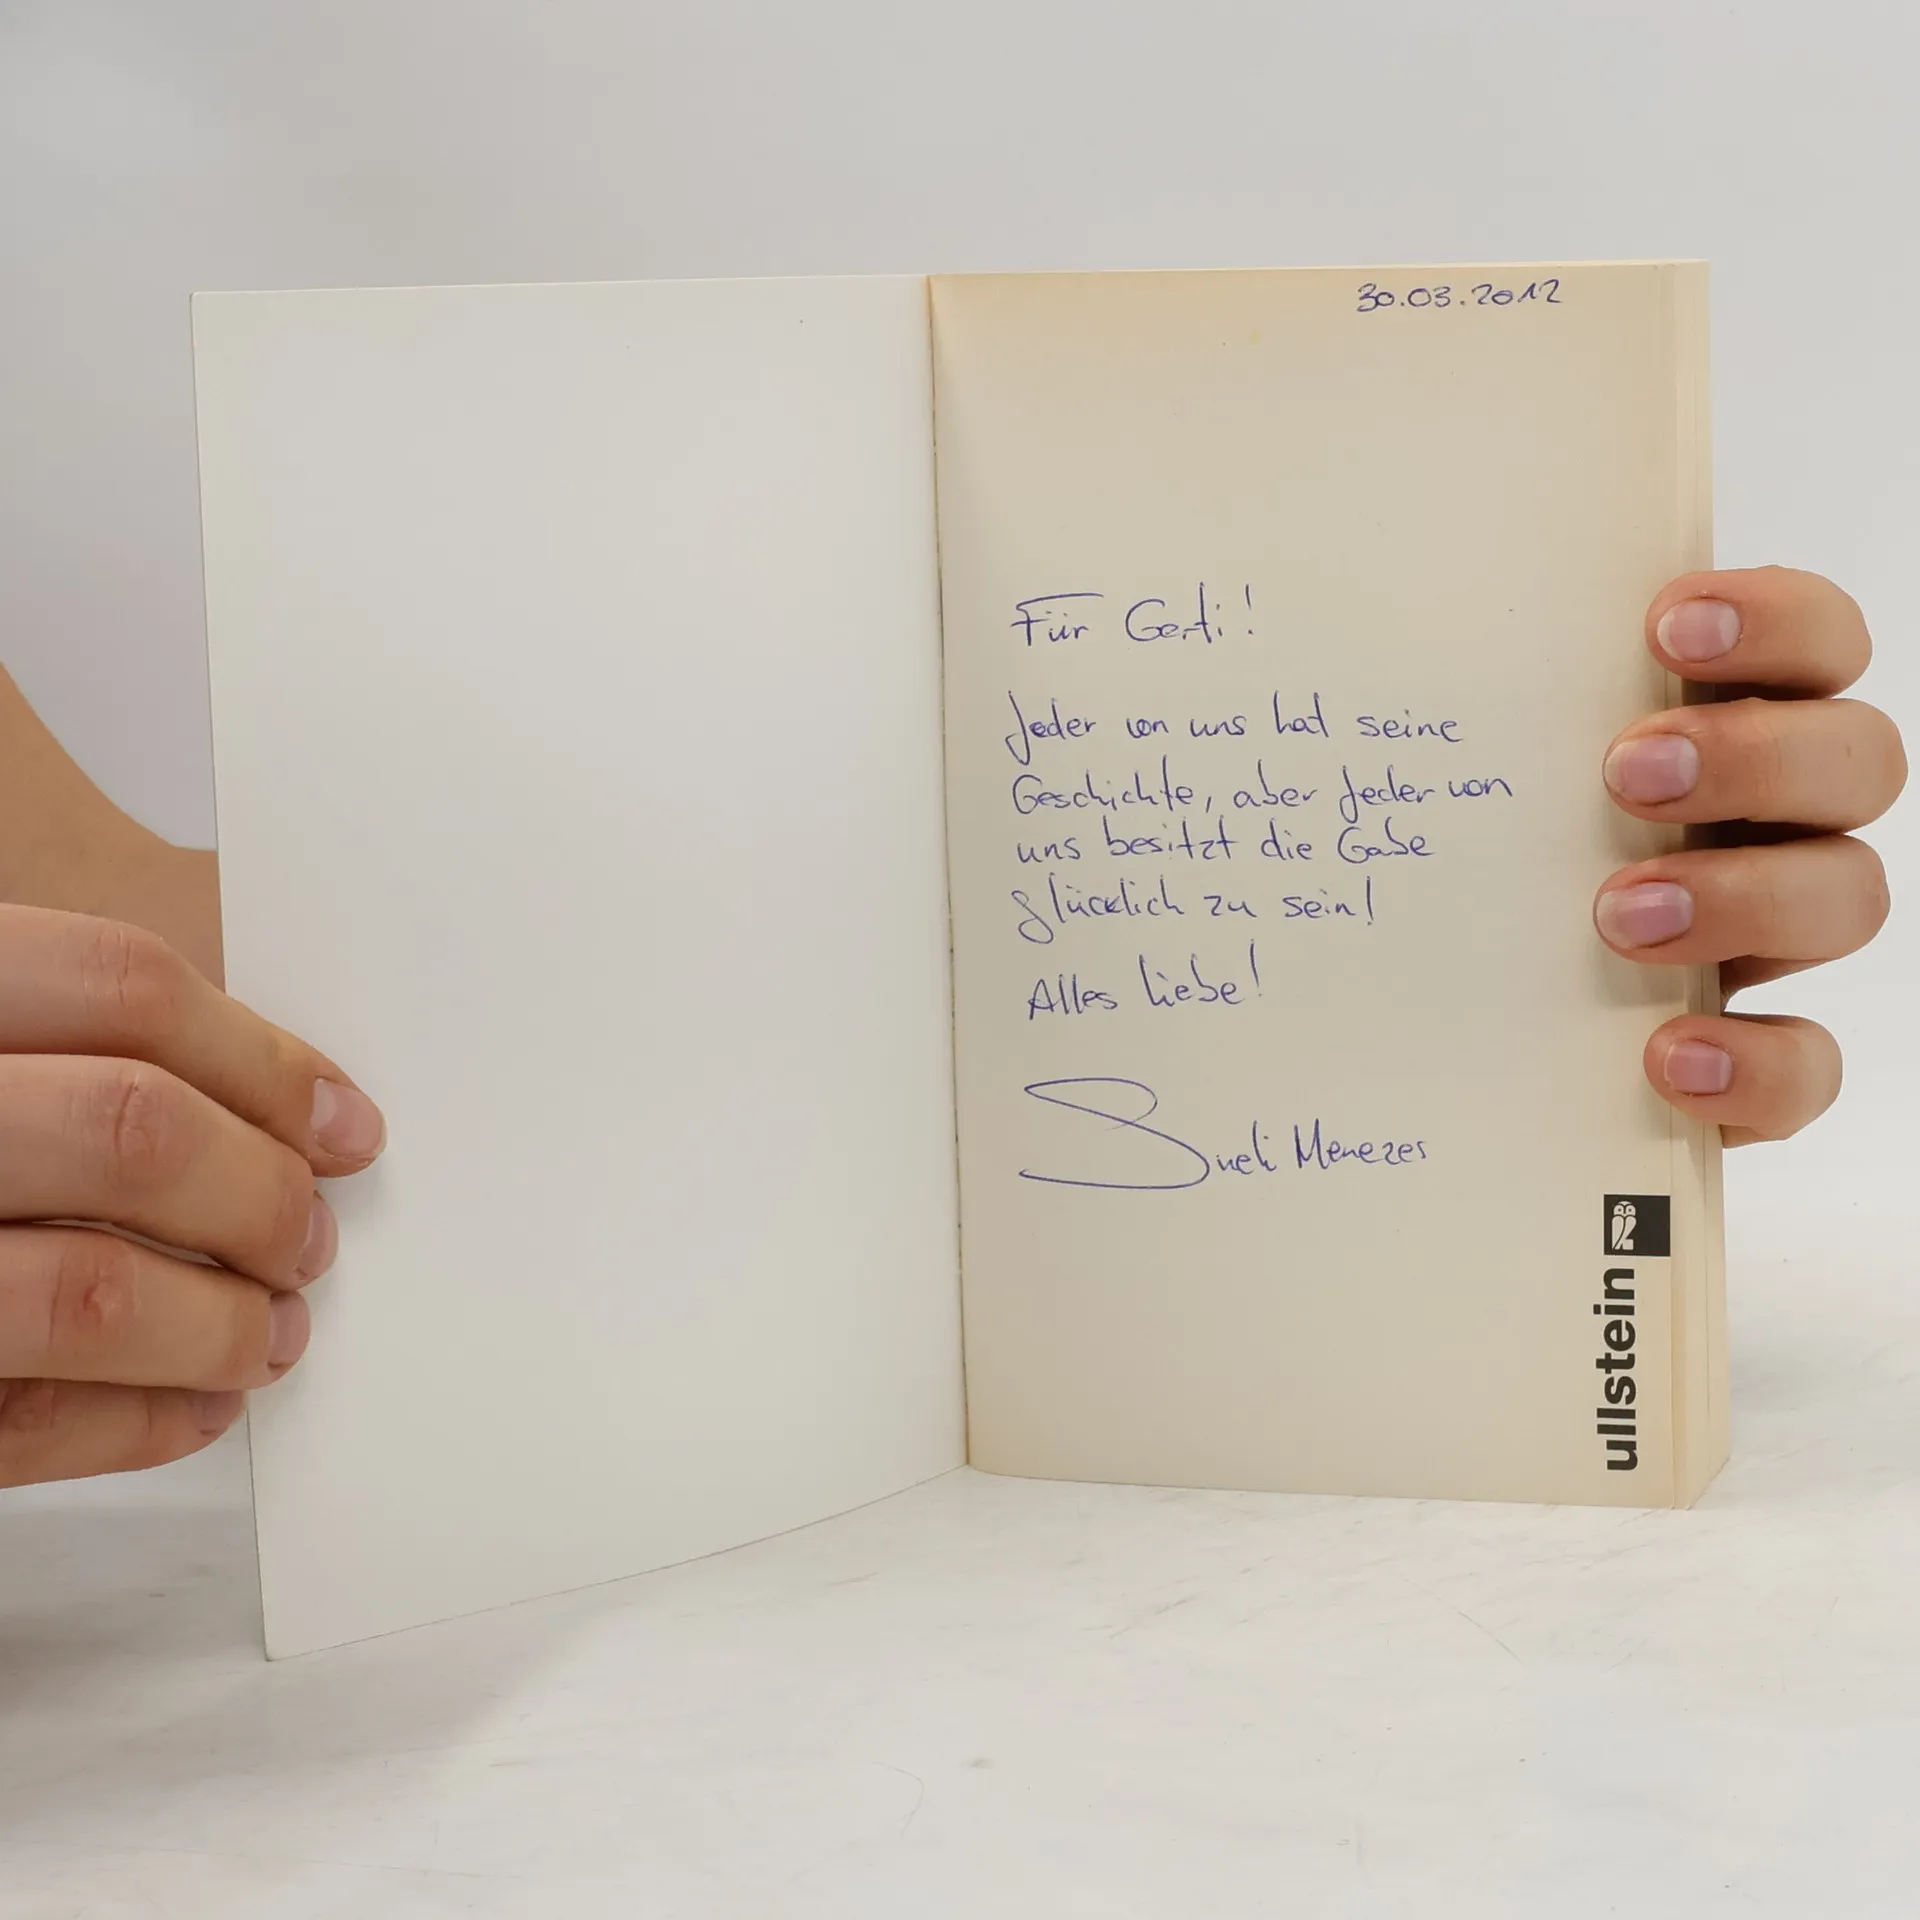 30.03.2012
Für Gerti!
Jeder von uns hat seine
Geschichte, aber Jeder von
uns besitzt die Gabe
glücklich zu sein!
Alles Liebe!
Sueli Menezes
ullstein